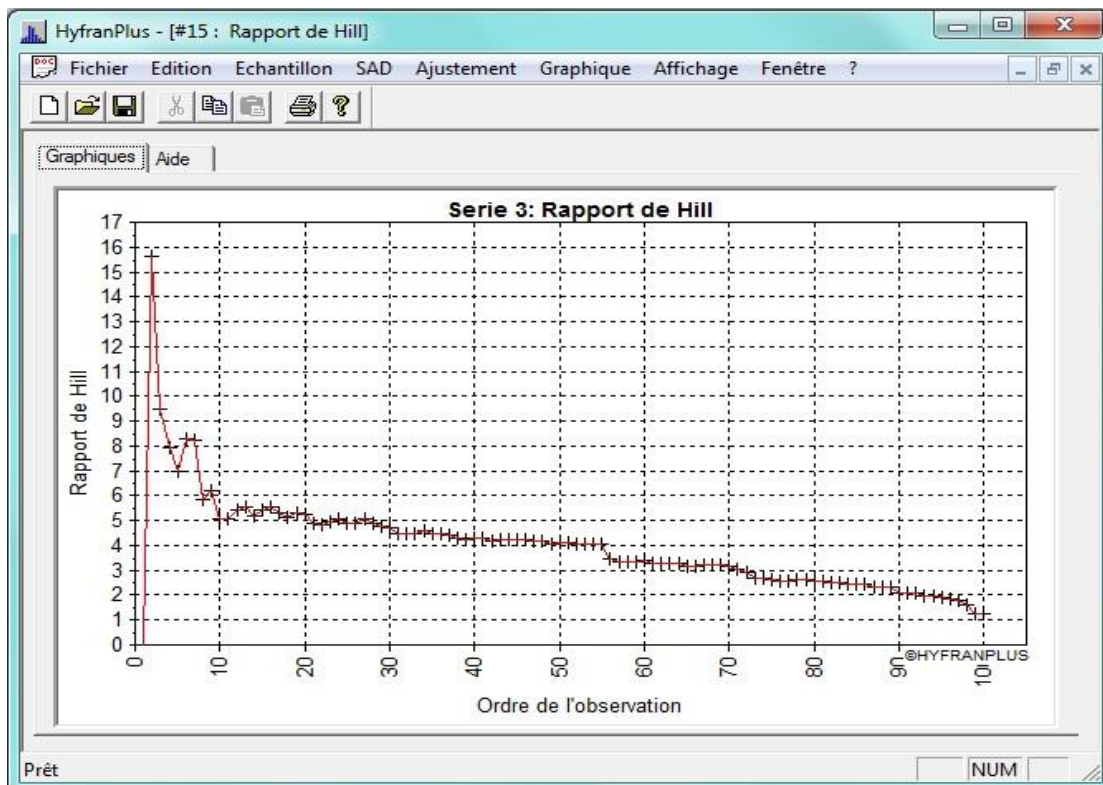 HyfranPlus - [#15 : Rapport de Hill]
DOC
Fichier Edition Echantillon SAD Ajustement Graphique Affichage Fenêtre ?
Graphiques Aide
Serie 3: Rapport de Hill
17
16
15
14
13
12
11
10
9
8
7
6
5
4
3
2
1
0
Rapport de Hill
0 10 20 30 40 50 60 70 80 90 100
©HYFRANPLUS
Ordre de l'observation
Prêt NUM